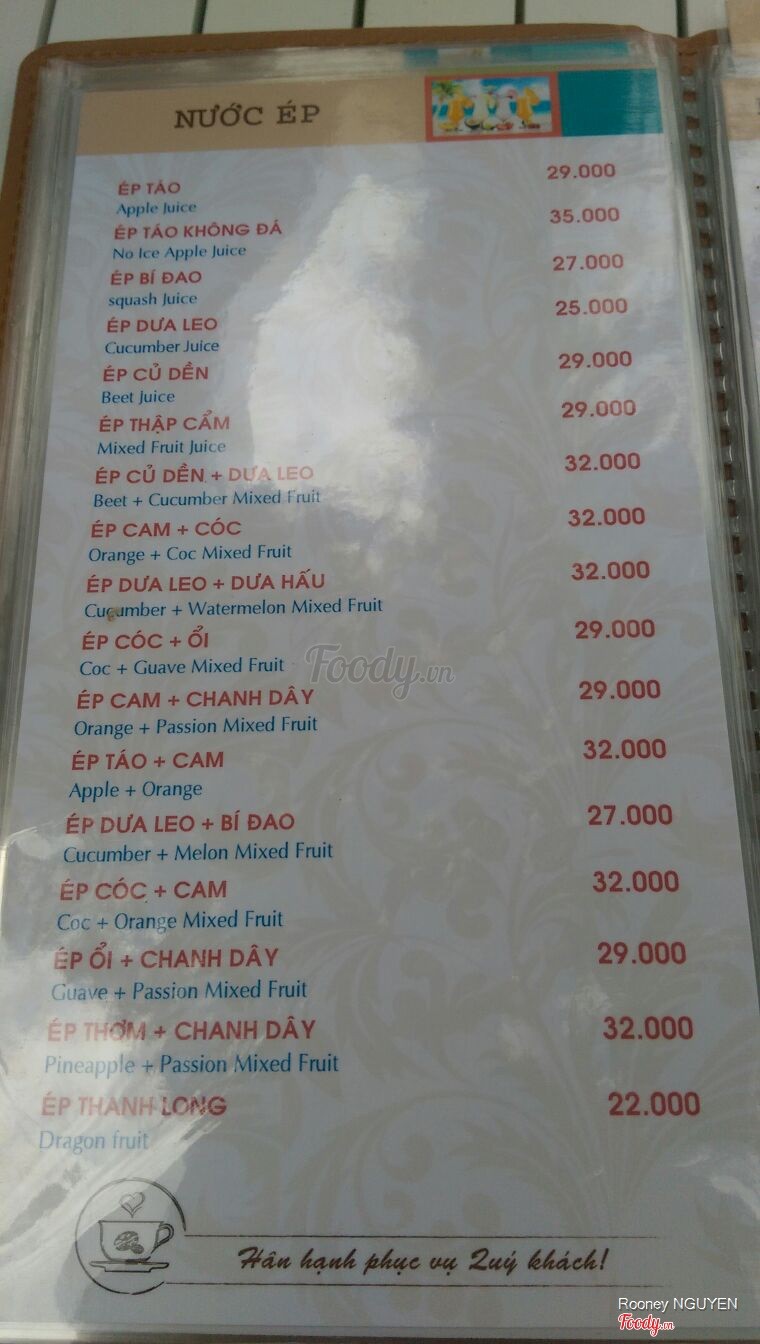 NƯỚC ÉP
ÉP TÁO 29.000
Apple Juice
ÉP TÁO KHÔNG ĐÁ 35.000
No Ice Apple Juice
ÉP BÍ ĐAO 27.000
squash Juice
ÉP DƯA LEO 25.000
Cucumber Juice
ÉP CỦ DỀN 29.000
Beet Juice
ÉP THẬP CẨM 29.000
Mixed Fruit Juice
ÉP CỦ DỀN + DƯA LEO 32.000
Beet + Cucumber Mixed Fruit
ÉP CAM + CÓC 32.000
Orange + Coc Mixed Fruit
ÉP DƯA LEO + DƯA HẤU 32.000
Cucumber + Watermelon Mixed Fruit
ÉP CÓC + ỔI 29.000
Coc + Guave Mixed Fruit
Foody.vn
ÉP CAM + CHANH DÂY 29.000
Orange + Passion Mixed Fruit
ÉP TÁO + CAM 32.000
Apple + Orange
ÉP DƯA LEO + BÍ ĐAO 27.000
Cucumber + Melon Mixed Fruit
ÉP CÓC + CAM 32.000
Coc + Orange Mixed Fruit
ÉP ỔI + CHANH DÂY 29.000
Guave + Passion Mixed Fruit
ÉP THƠM + CHANH DÂY 32.000
Pineapple + Passion Mixed Fruit
ÉP THANH LONG 22.000
Dragon fruit
Hân hạnh phục vụ Quý khách!
Rooney NGUYEN
Foody.vn